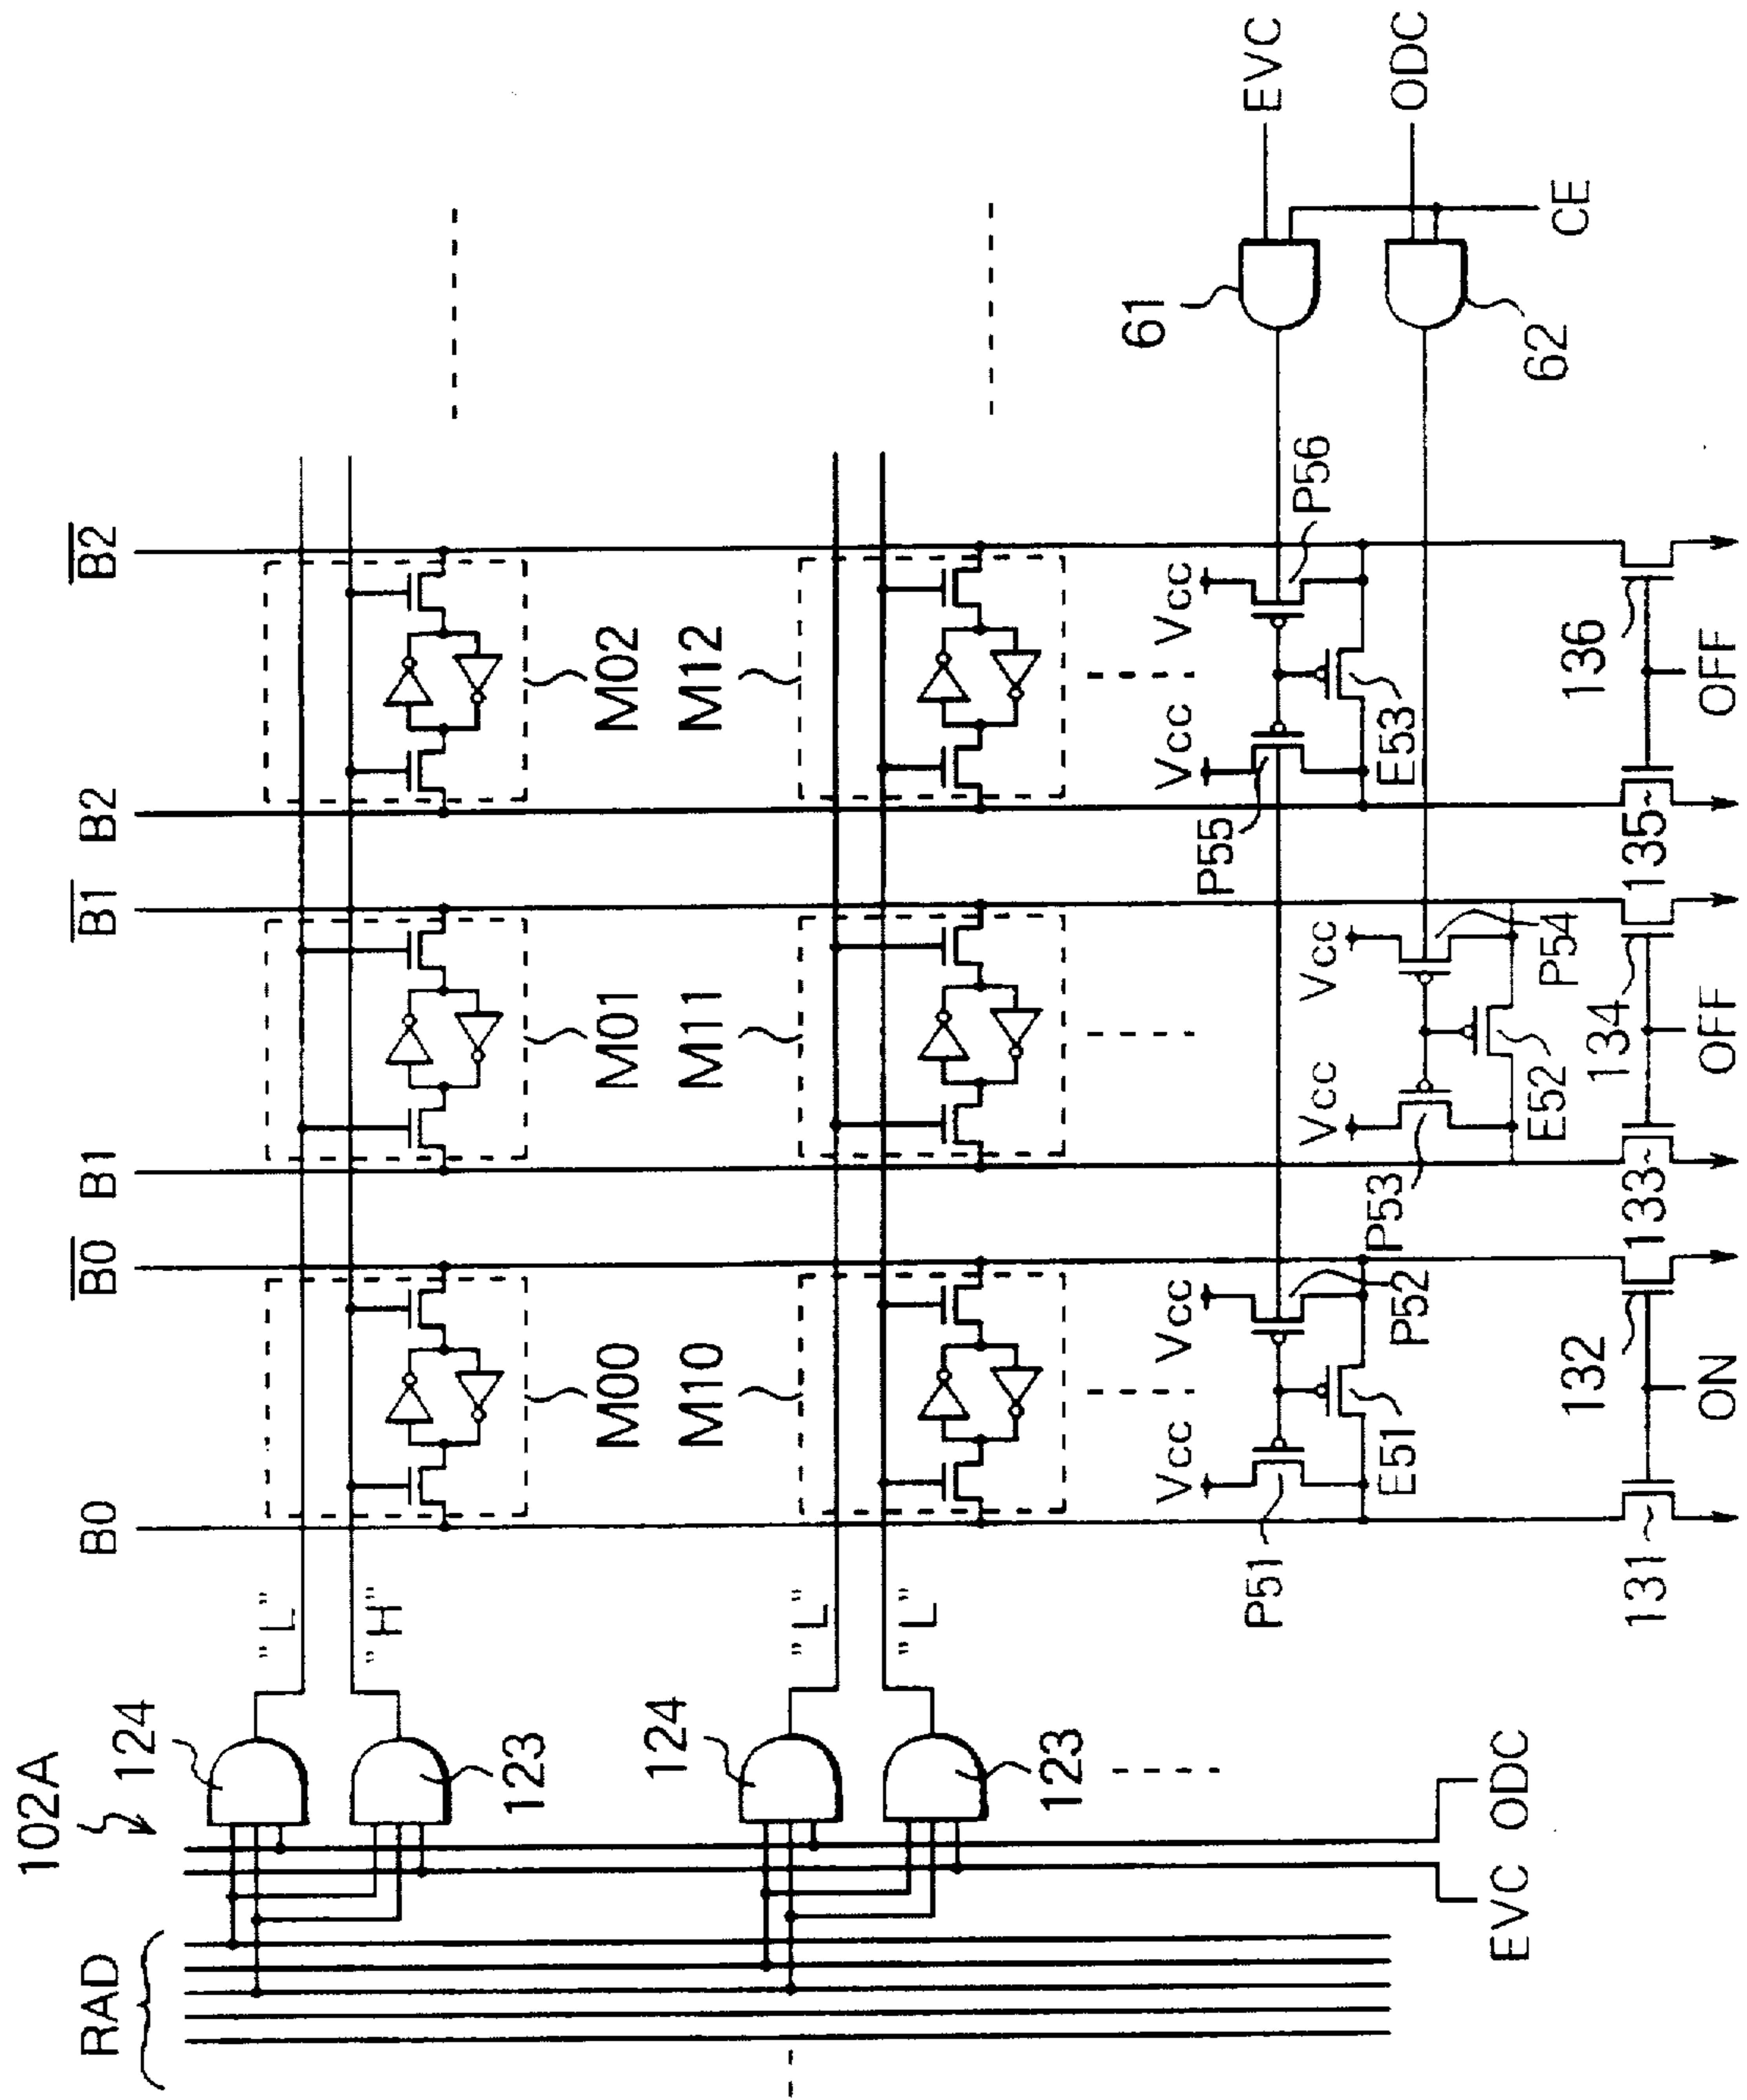 102A
RAD
124
123
124
123
EVC ODC
"L"
"H"
"L"
"L"
B0
B0
B1
B1
B2
B2
M00
M01
M02
M10
M11
M12
Vcc
Vcc
Vcc
Vcc
Vcc
Vcc
P51
P52
P53
P54
P55
P56
E51
E52
E53
61
62
EVC
ODC
CE
131
132
133
134
135
136
ON
OFF
OFF